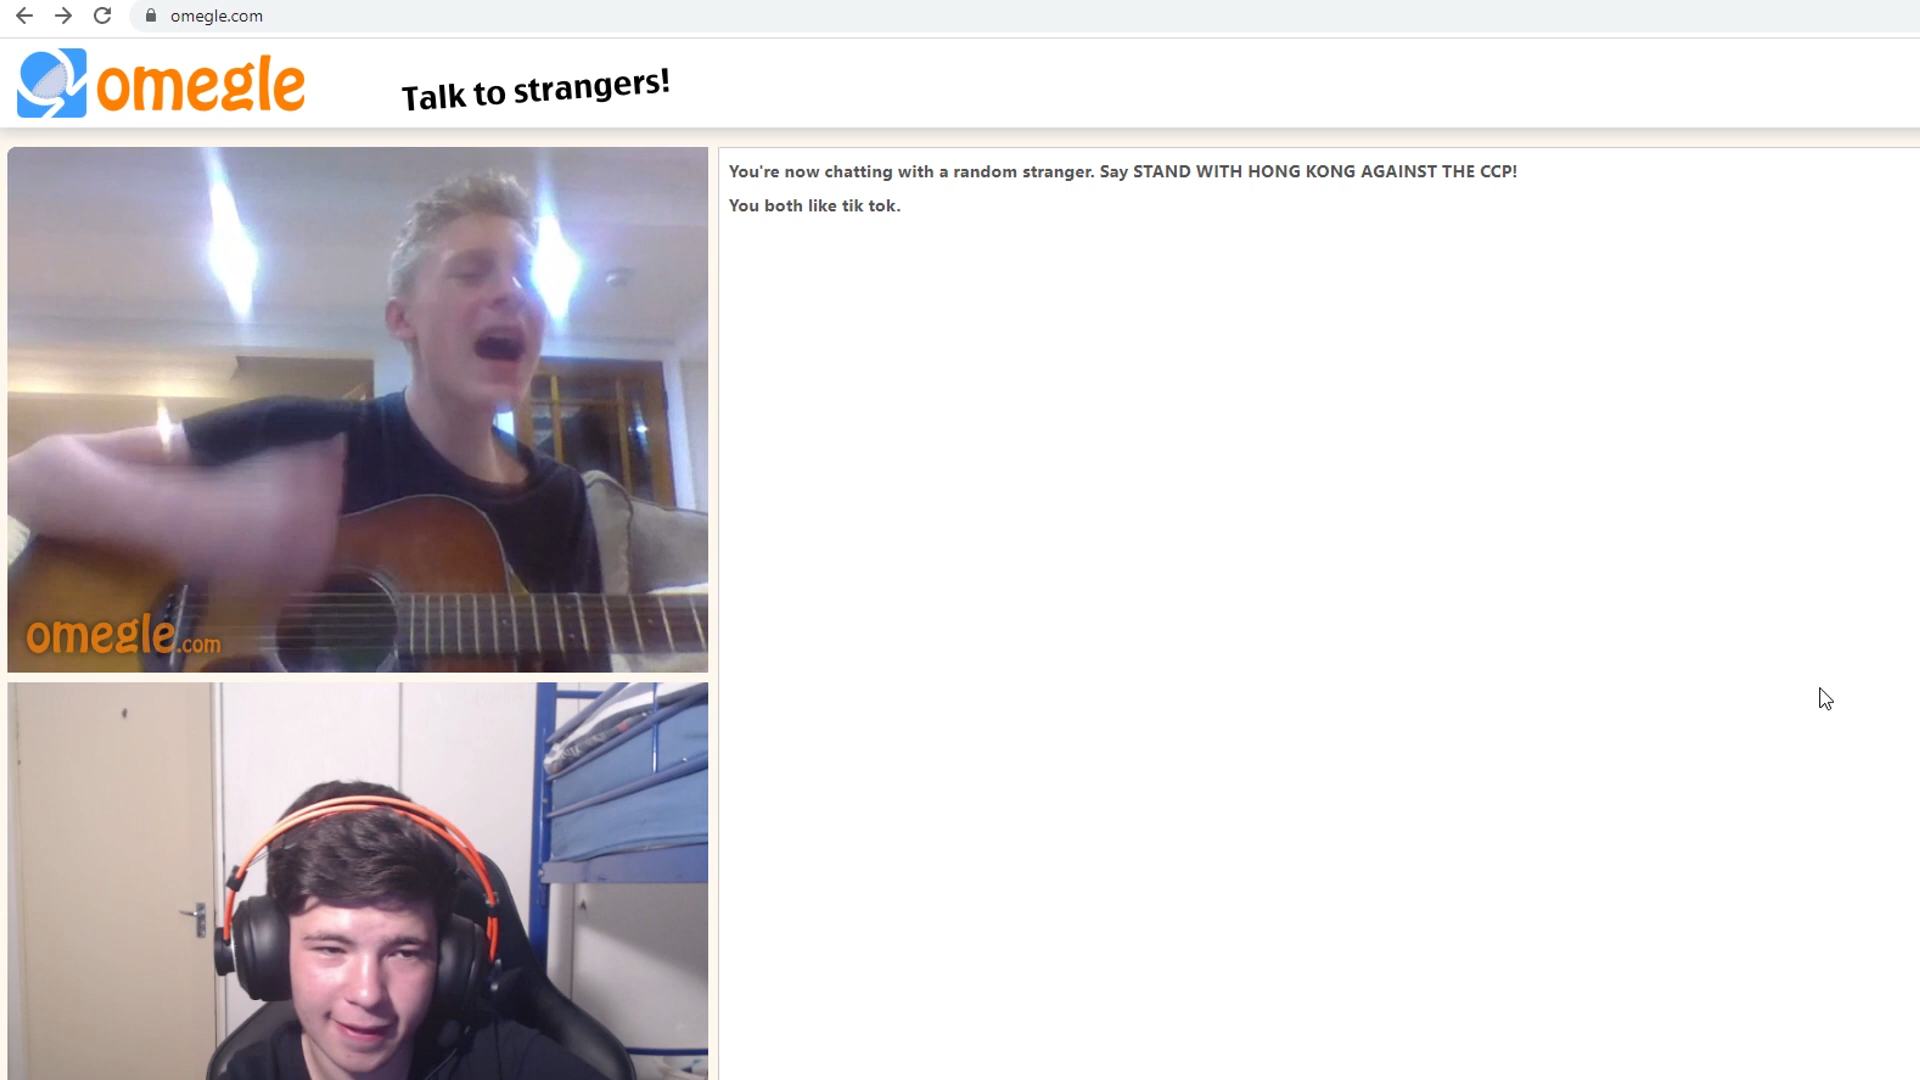 omegle.com
omegle
Talk to strangers!
You're now chatting with a random stranger. Say STAND WITH HONG KONG AGAINST THE CCP!
You both like tik tok.
omegle.com